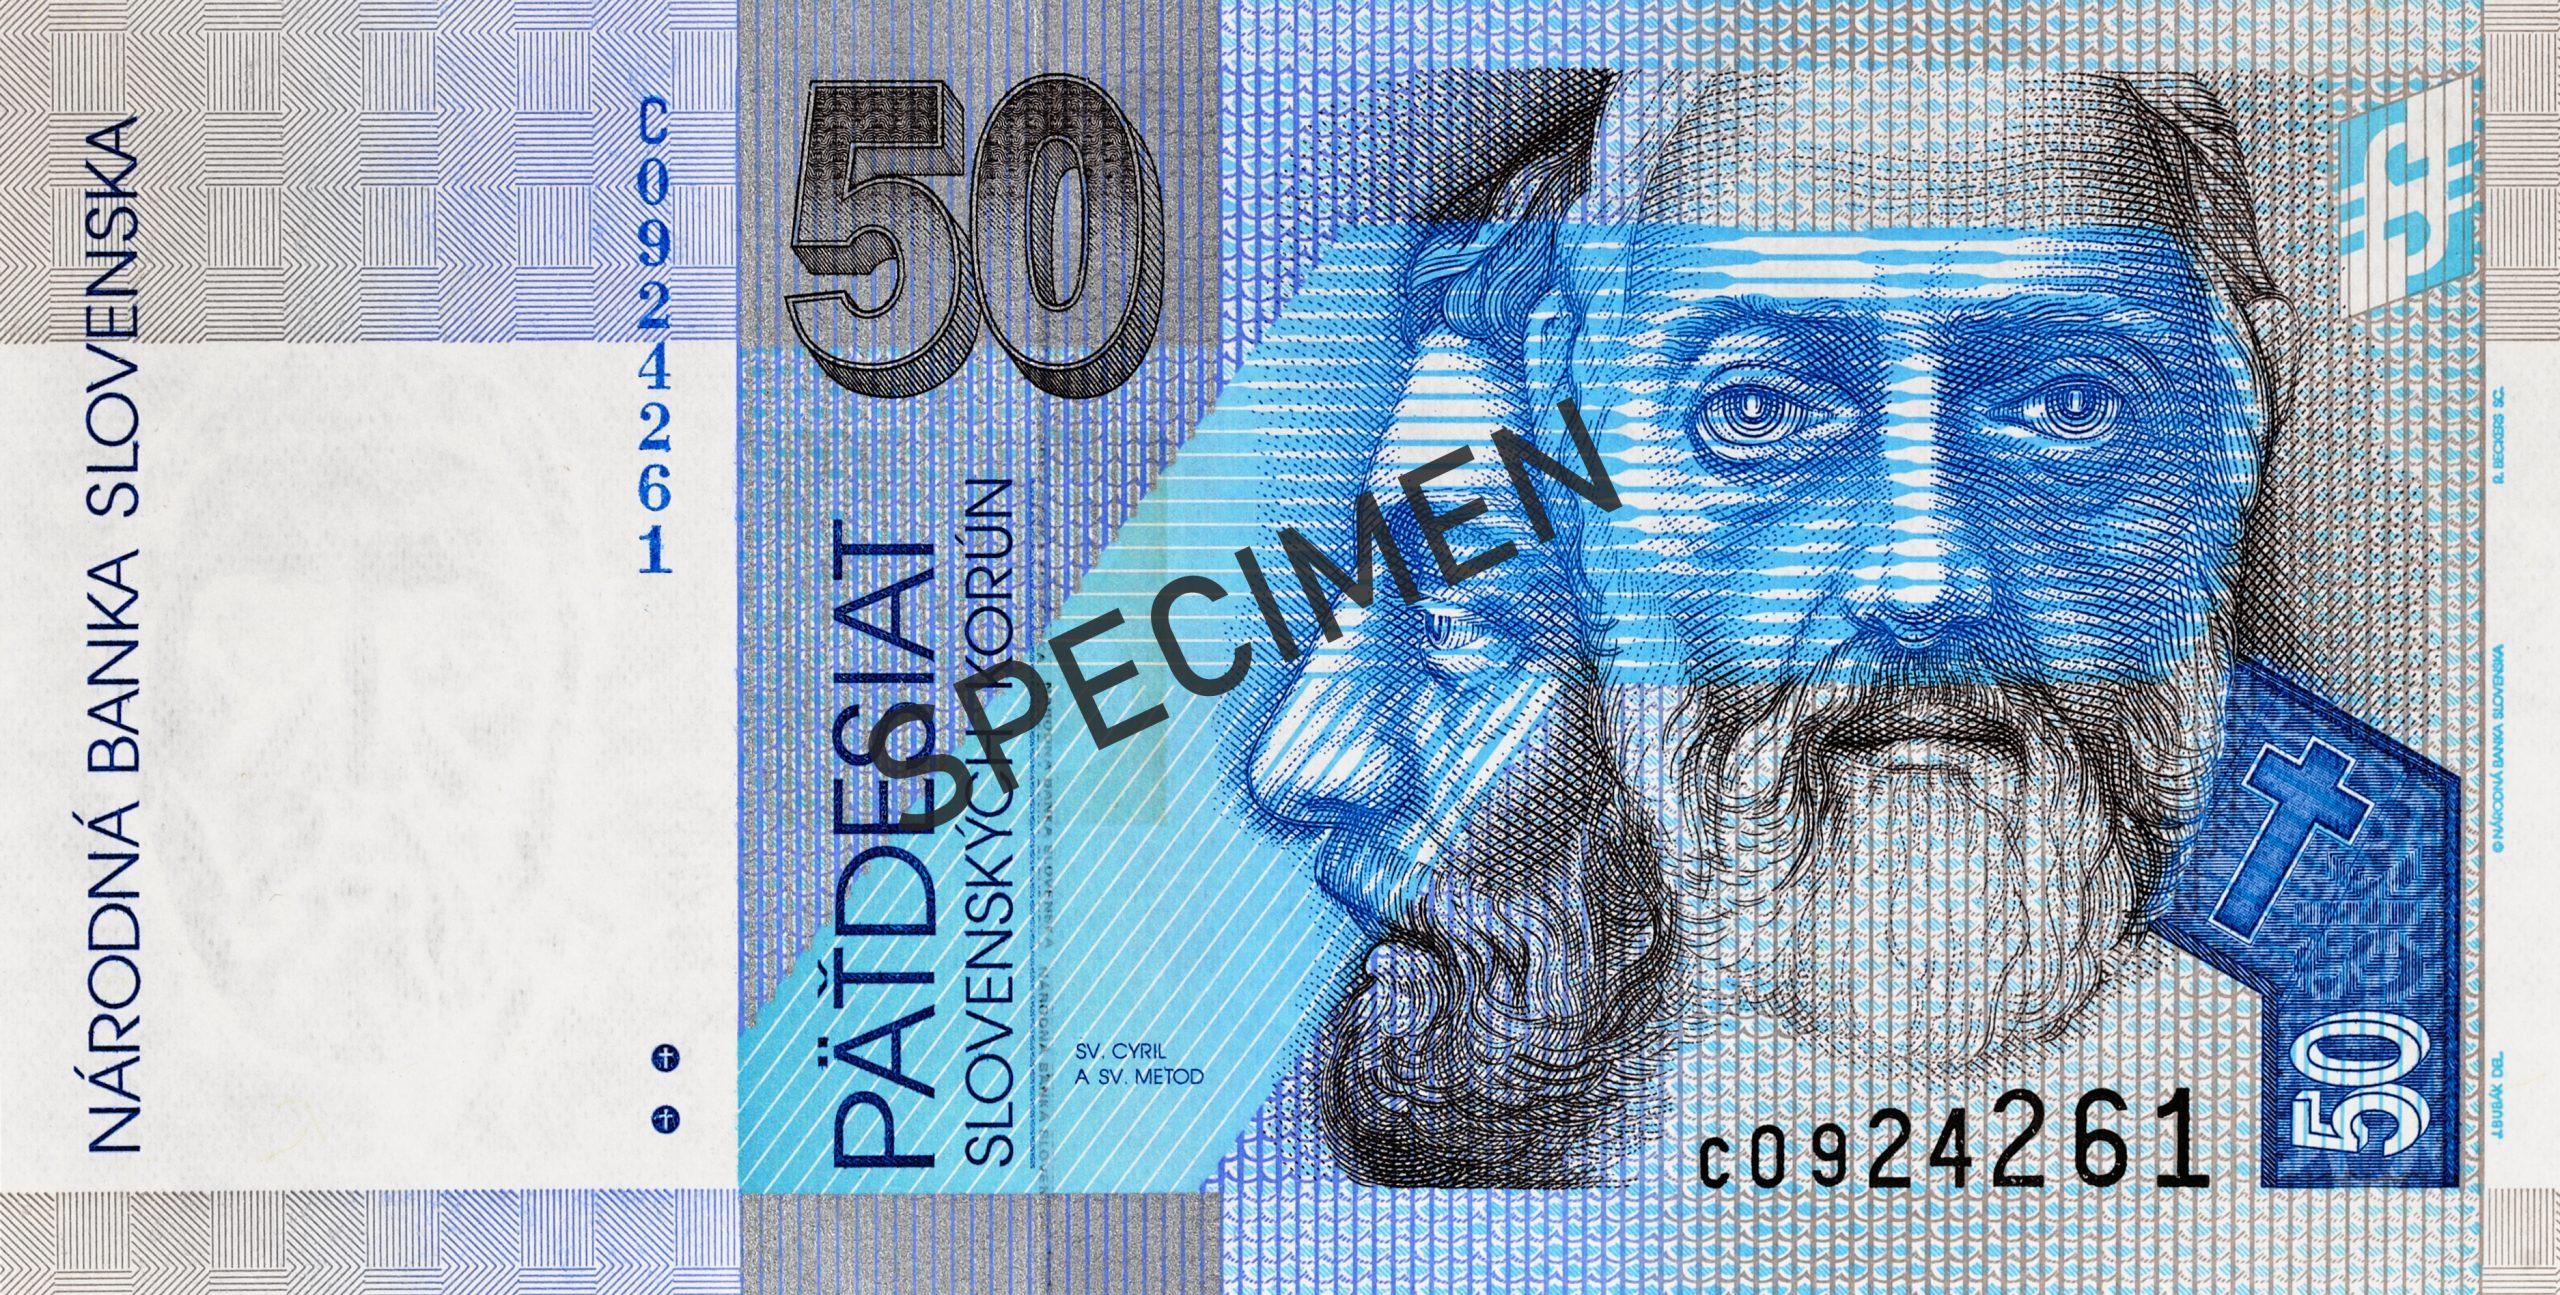 NÁRODNÁ BANKA SLOVENSKA
C0924261
50
PÄŤDESIAT
SLOVENSKÝCH KORÚN
SPECIMEN
SV. CYRIL
A SV. METOD
C0924261
50
R. BECKERS SC.
© NÁRODNÁ BANKA SLOVENSKA
J. BUBÁK DEL.